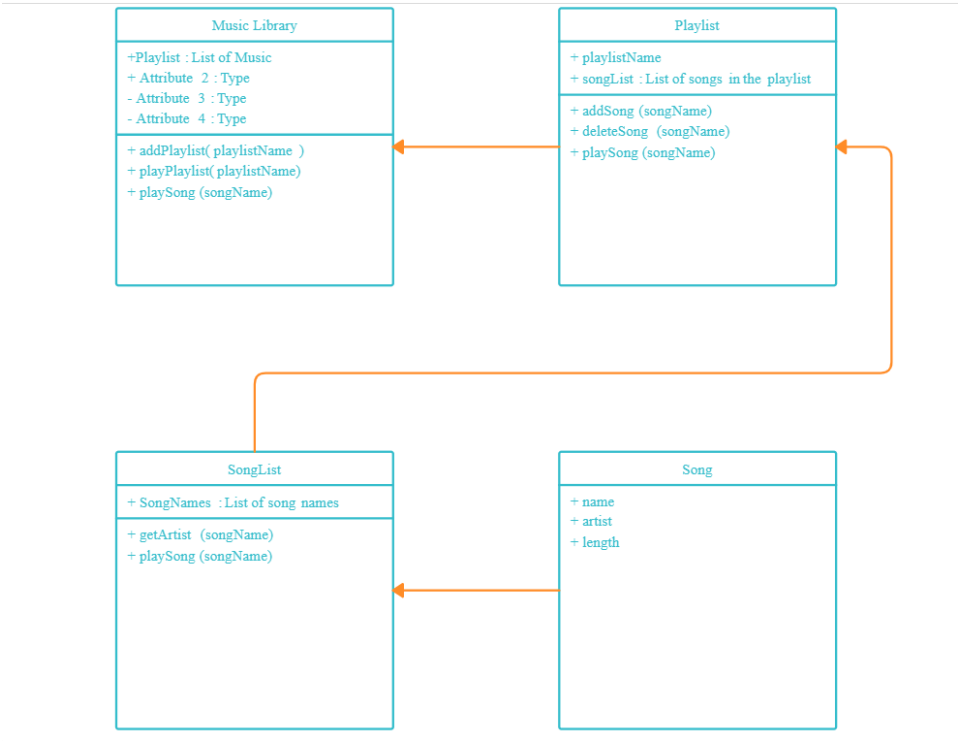 Music Library
+Playlist : List of Music
+ Attribute 2 : Type
- Attribute 3 : Type
- Attribute 4 : Type
+ addPlaylist( playlistName )
+ playPlaylist( playlistName)
+ playSong (songName)
Playlist
+ playlistName
+ songList : List of songs in the playlist
+ addSong (songName)
+ deleteSong (songName)
+ playSong (songName)
SongList
+ SongNames : List of song names
+ getArtist (songName)
+ playSong (songName)
Song
+ name
+ artist
+ length